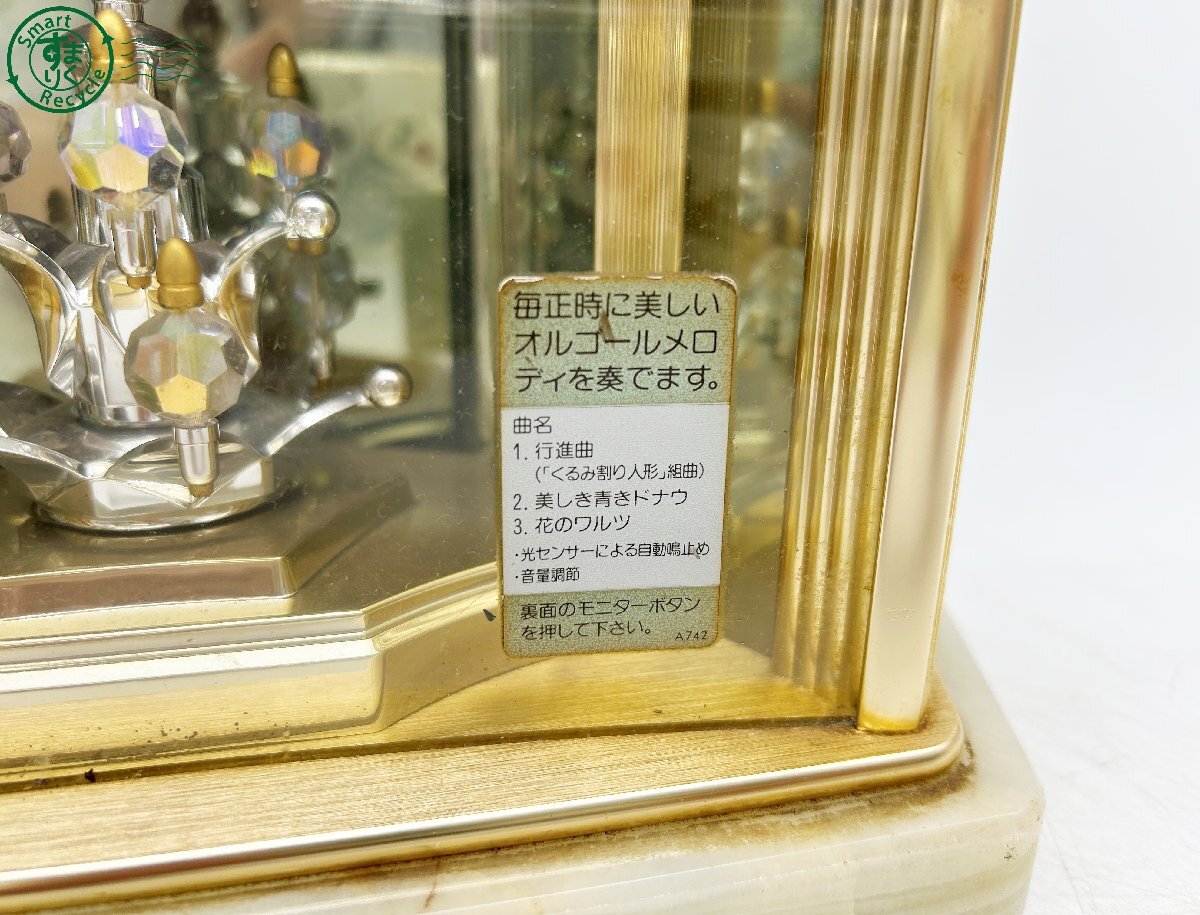 Smart
すまりく
Recycle
毎正時に美しい
オルゴールメロ
ディを奏でます。
曲名
1. 行進曲
(「くるみ割り人形」組曲)
2. 美しき青きドナウ
3. 花のワルツ
・光センサーによる自動鳴止め
・音量調節
裏面のモニターボタン
を押して下さい。 A742